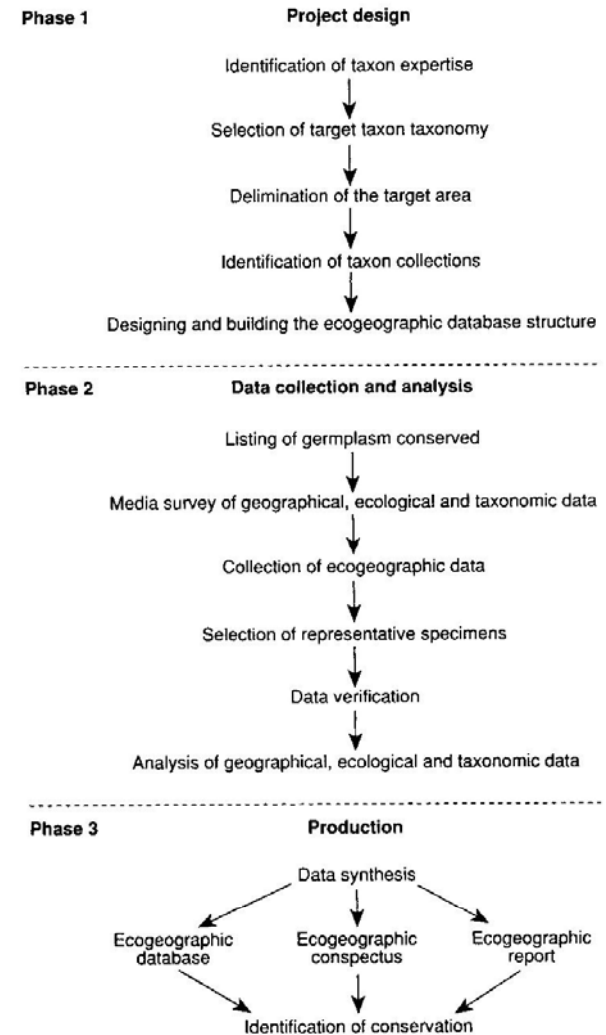 Phase 1 Project design
Identification of taxon expertise
Selection of target taxon taxonomy
Delimination of the target area
Identification of taxon collections
Designing and building the ecogeographic database structure
Phase 2 Data collection and analysis
Listing of germplasm conserved
Media survey of geographical, ecological and taxonomic data
Collection of ecogeographic data
Selection of representative specimens
Data verification
Analysis of geographical, ecological and taxonomic data
Phase 3 Production
Data synthesis
Ecogeographic
database
Ecogeographic
conspectus
Ecogeographic
report
Identification of conservation